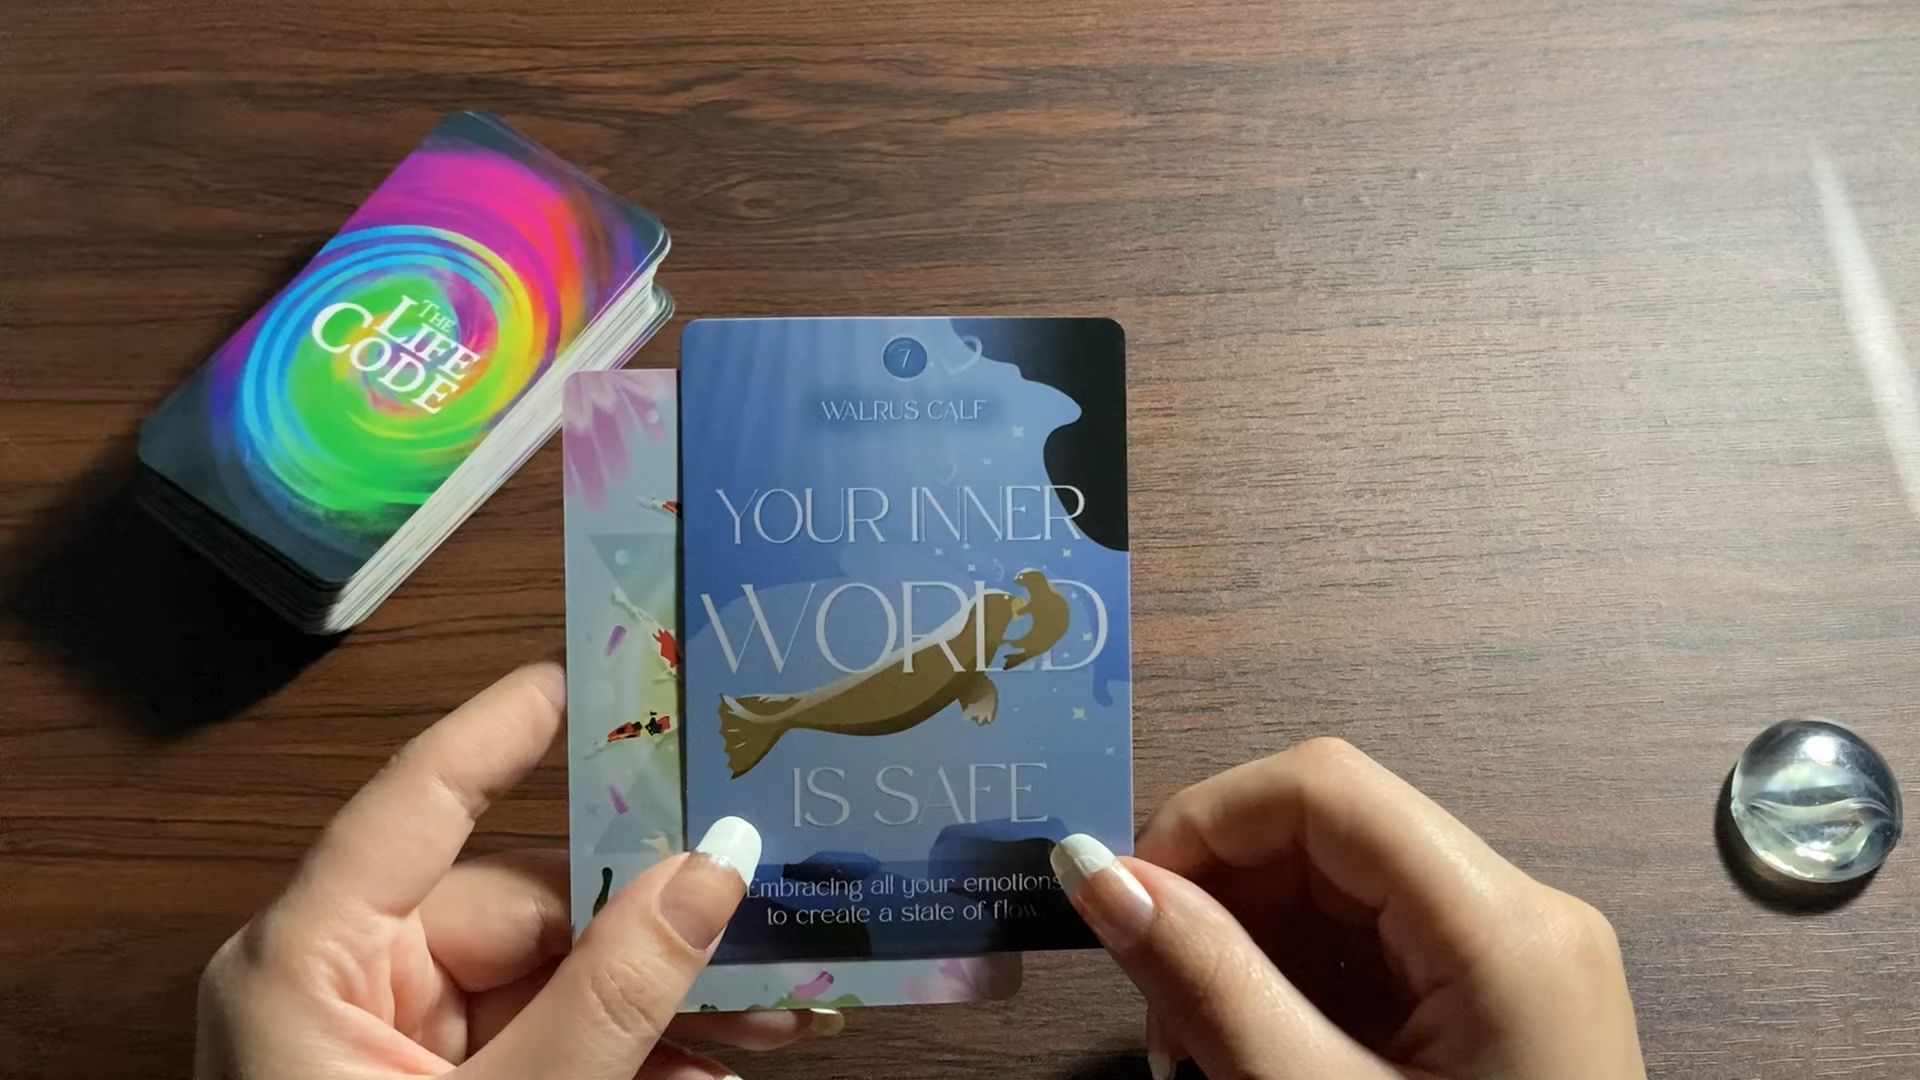 THE
LIFE
CODE
7
WALRUS CALF
YOUR INNER
WORLD
IS SAFE
Embracing all your emotions
to create a state of flow.